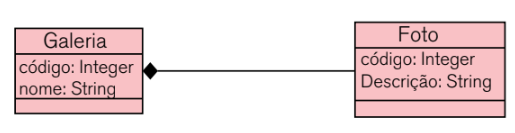 Galeria
código: Integer
nome: String
Foto
código: Integer
Descrição: String